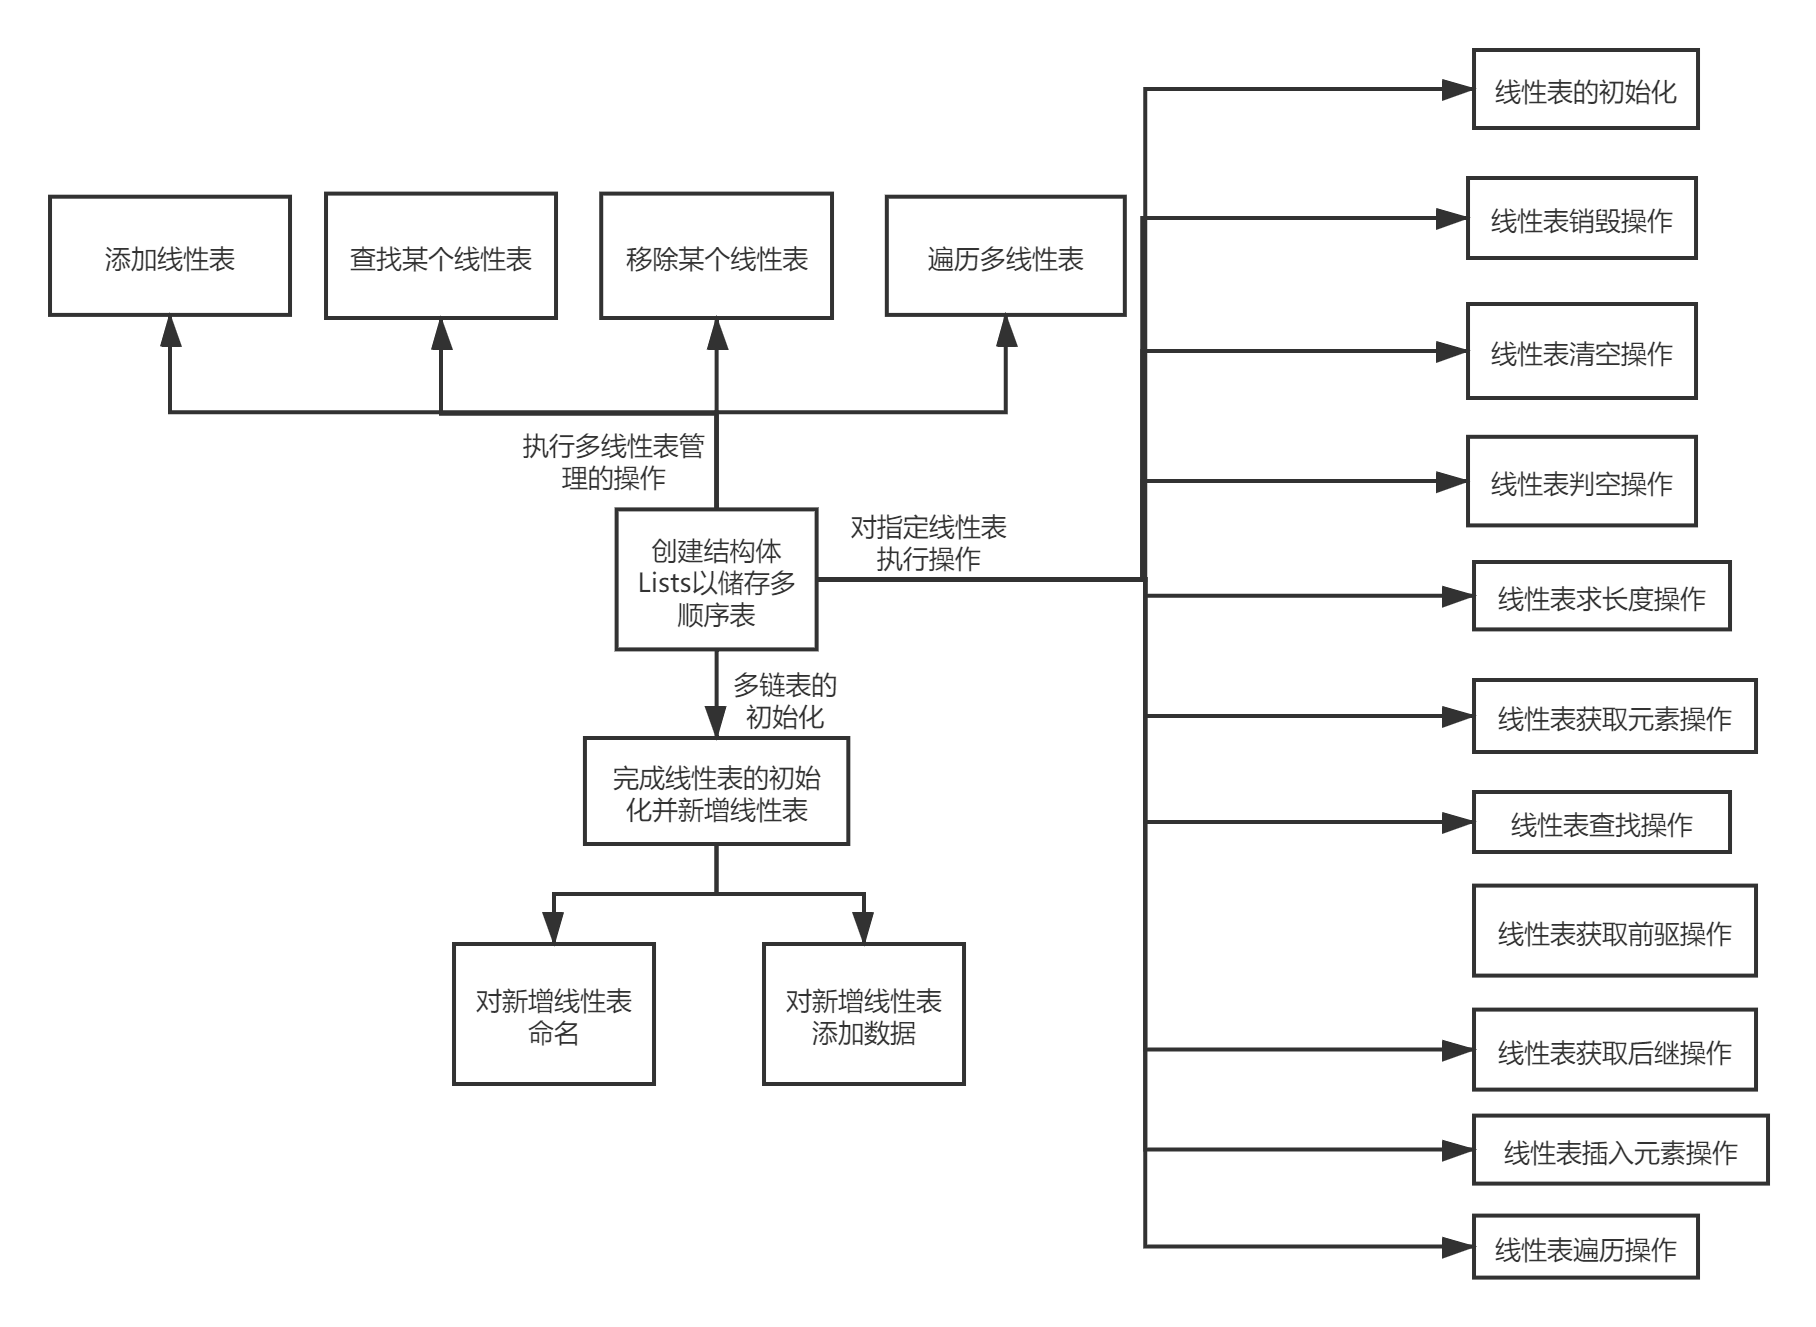 线性表的初始化
线性表销毁操作
添加线性表
查找某个线性表
移除某个线性表
遍历多线性表
线性表清空操作
执行多线性表管
理的操作
线性表判空操作
对指定线性表
执行操作
创建结构体
Lists以储存多
顺序表
线性表求长度操作
多链表的
初始化
线性表获取元素操作
完成线性表的初始
化并新增线性表
线性表查找操作
线性表获取前驱操作
对新增线性表
命名
对新增线性表
添加数据
线性表获取后继操作
线性表插入元素操作
线性表遍历操作